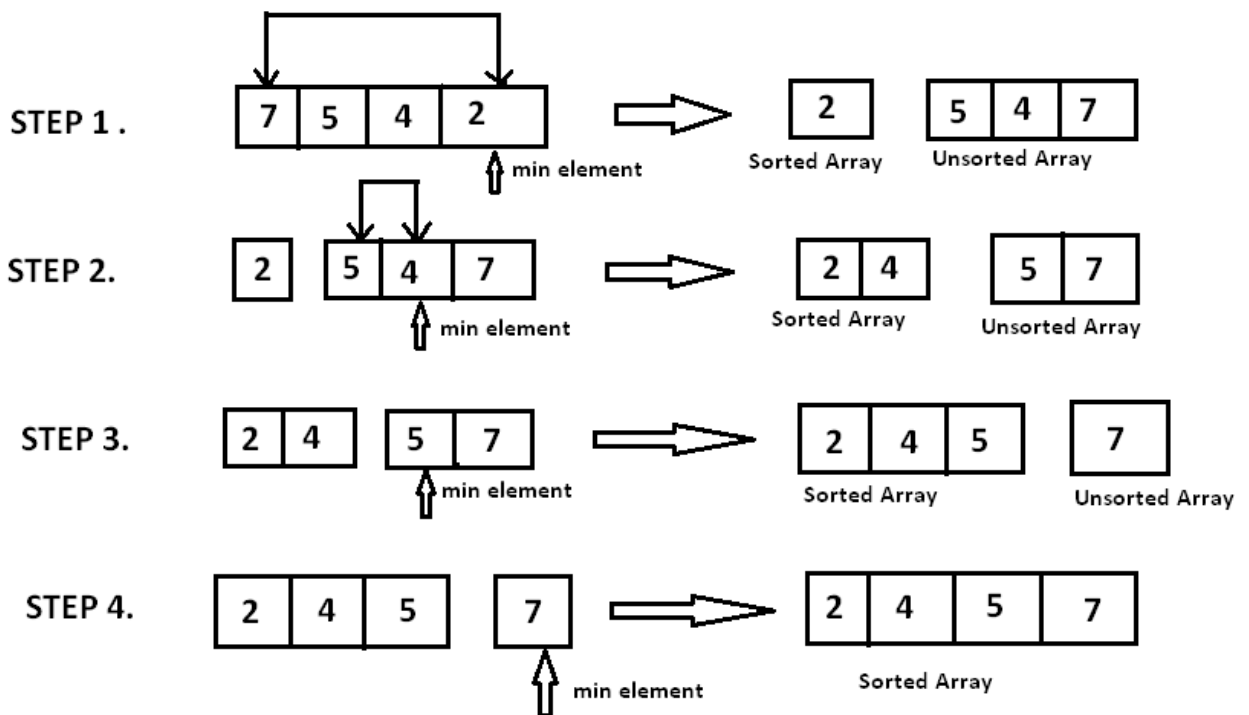 STEP 1 .
7 5 4 2
min element
2
Sorted Array
5 4 7
Unsorted Array
STEP 2.
2
5 4 7
min element
2 4
Sorted Array
5 7
Unsorted Array
STEP 3.
2 4
5 7
min element
2 4 5
Sorted Array
7
Unsorted Array
STEP 4.
2 4 5
7
min element
2 4 5 7
Sorted Array